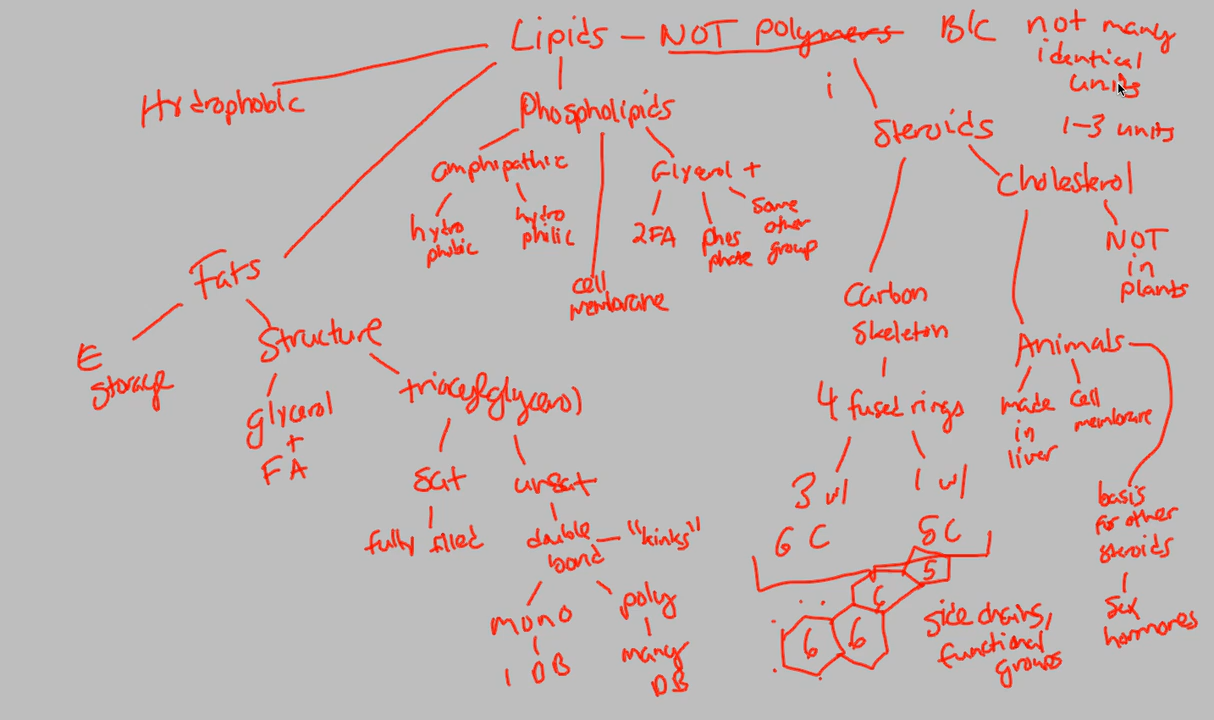 Lipids — NOT polymers B/C not many
identical
units
1-3 units
Hydrophobic
Phospholipids
i
Steroids
amphipathic
hydro
phobic
hydro
philic
cell
membrane
Glycerol +
2FA
phos
phate
some
other
group
Cholesterol
NOT
in
plants
Fats
E
storage
Structure
glycerol
+
FA
triacylglycerol
sat
fully filled
unsat
double
bond
"kinks"
mono
1 DB
poly
many
DB
Carbon
skeleton
4 fused rings
3 w/
6 C
1 w/
5C
6
6
6
5
side chains,
functional
groups
Animals
made
in
liver
cell
membrane
basis
for other
steroids
sex
hormones